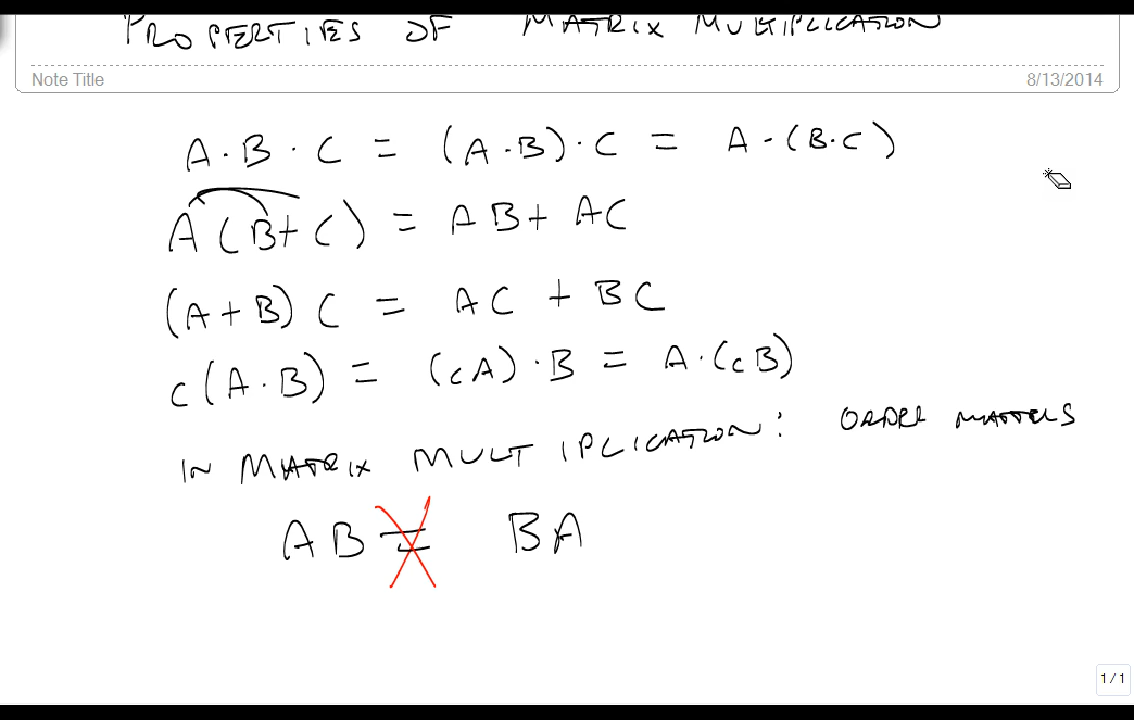 PROPERTIES OF MATRIX MULTIPLICATION
Note Title 8/13/2014
A · B · C = (A · B) · C = A · (B · C)
A (B + C) = AB + AC
(A + B) C = AC + BC
c (A · B) = (cA) · B = A · (cB)
IN MATRIX MULTIPLICATION: ORDER MATTERS
AB = BA
1/1